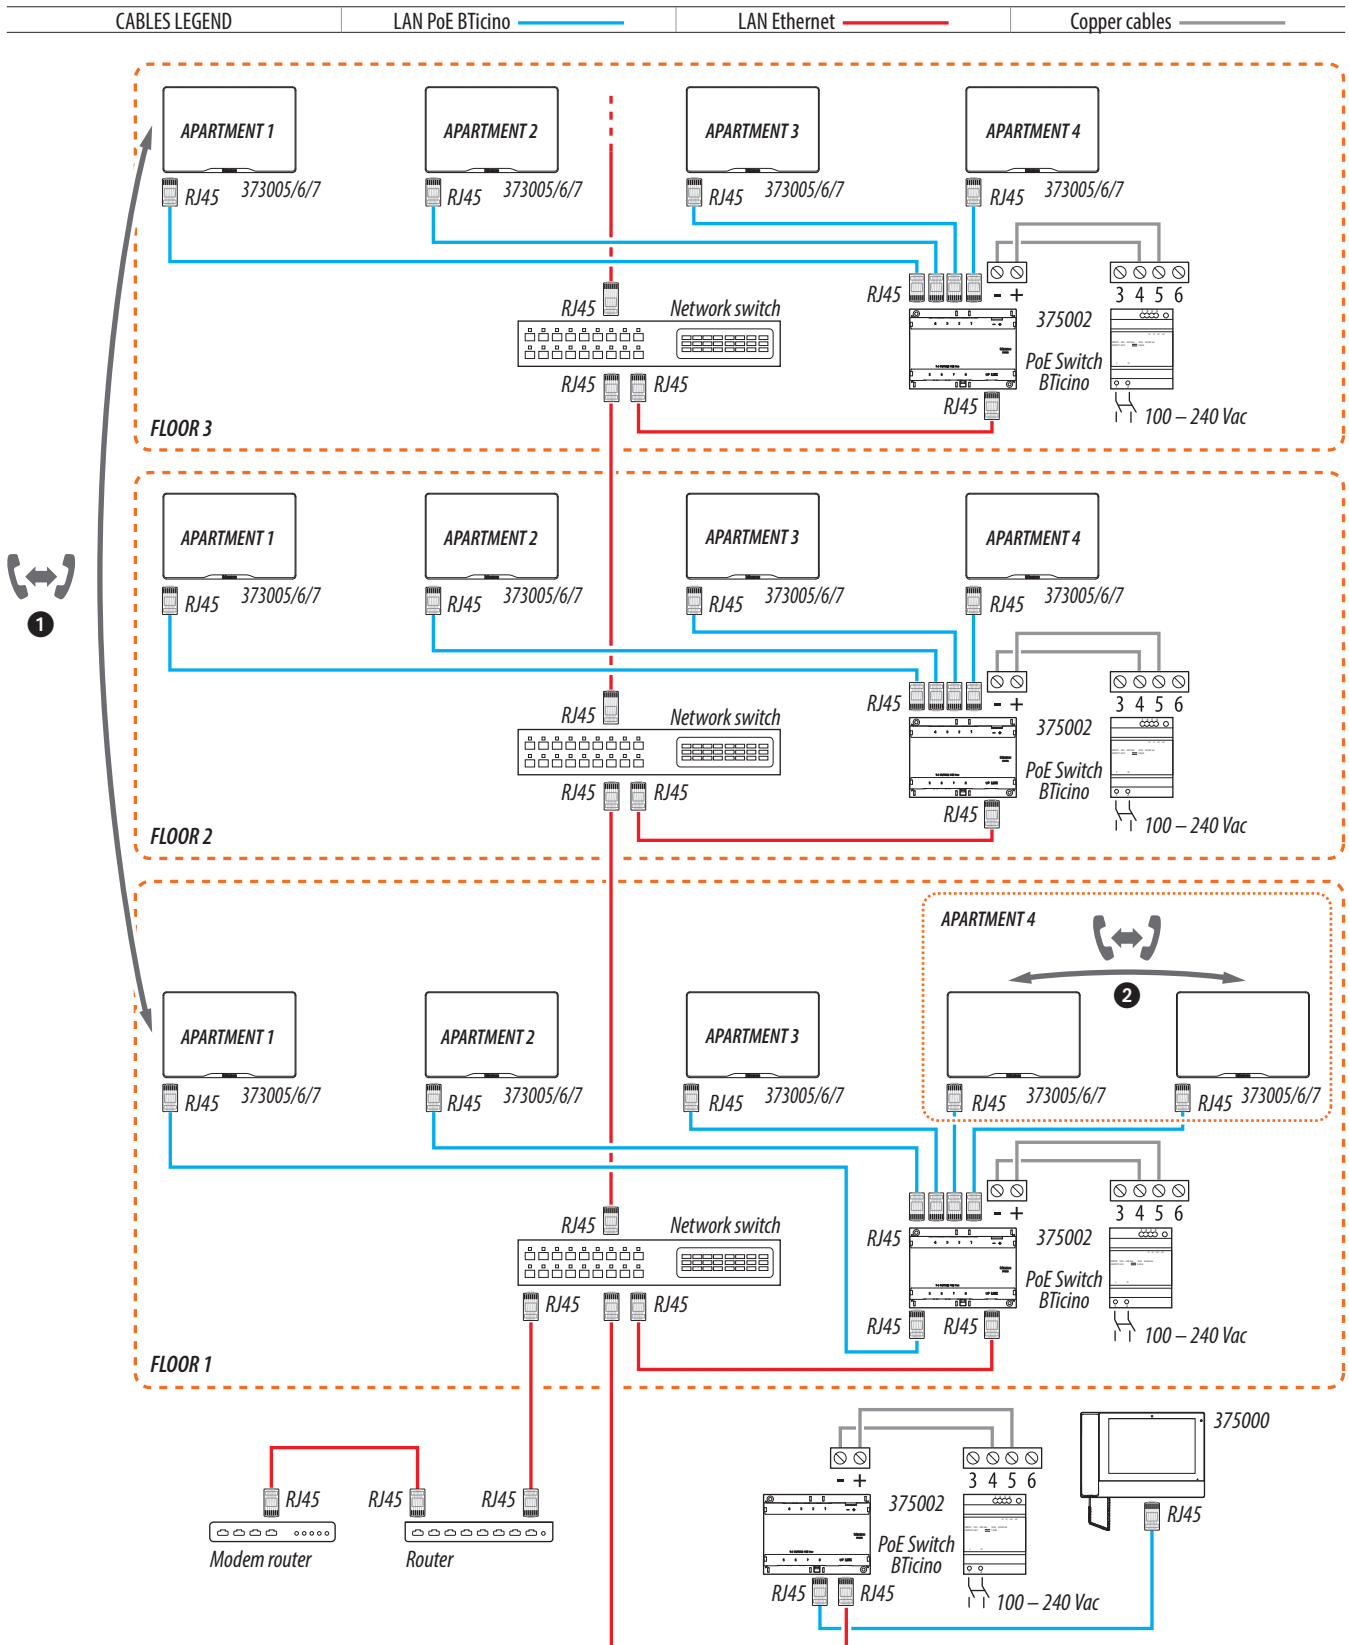 CABLES LEGEND LAN PoE BTicino LAN Ethernet Copper cables
APARTMENT 1 APARTMENT 2 APARTMENT 3 APARTMENT 4
RJ45 373005/6/7 RJ45 373005/6/7 RJ45 373005/6/7 RJ45 373005/6/7
RJ45 - + 3 4 5 6
RJ45 Network switch 375002
PoE Switch
BTicino
RJ45 RJ45 RJ45 100 – 240 Vac
FLOOR 3
APARTMENT 1 APARTMENT 2 APARTMENT 3 APARTMENT 4
RJ45 373005/6/7 RJ45 373005/6/7 RJ45 373005/6/7 RJ45 373005/6/7
1
RJ45 - + 3 4 5 6
RJ45 Network switch 375002
PoE Switch
BTicino
RJ45 RJ45 RJ45 100 – 240 Vac
FLOOR 2
APARTMENT 4
2
APARTMENT 1 APARTMENT 2 APARTMENT 3
RJ45 373005/6/7 RJ45 373005/6/7 RJ45 373005/6/7 RJ45 373005/6/7 RJ45 373005/6/7
- + 3 4 5 6
RJ45 Network switch RJ45 375002
PoE Switch
BTicino
RJ45 RJ45 RJ45 RJ45 100 – 240 Vac
FLOOR 1
375000
- + 3 4 5 6
RJ45 RJ45 RJ45 375002 RJ45
Modem router Router PoE Switch
BTicino
RJ45 RJ45 100 – 240 Vac